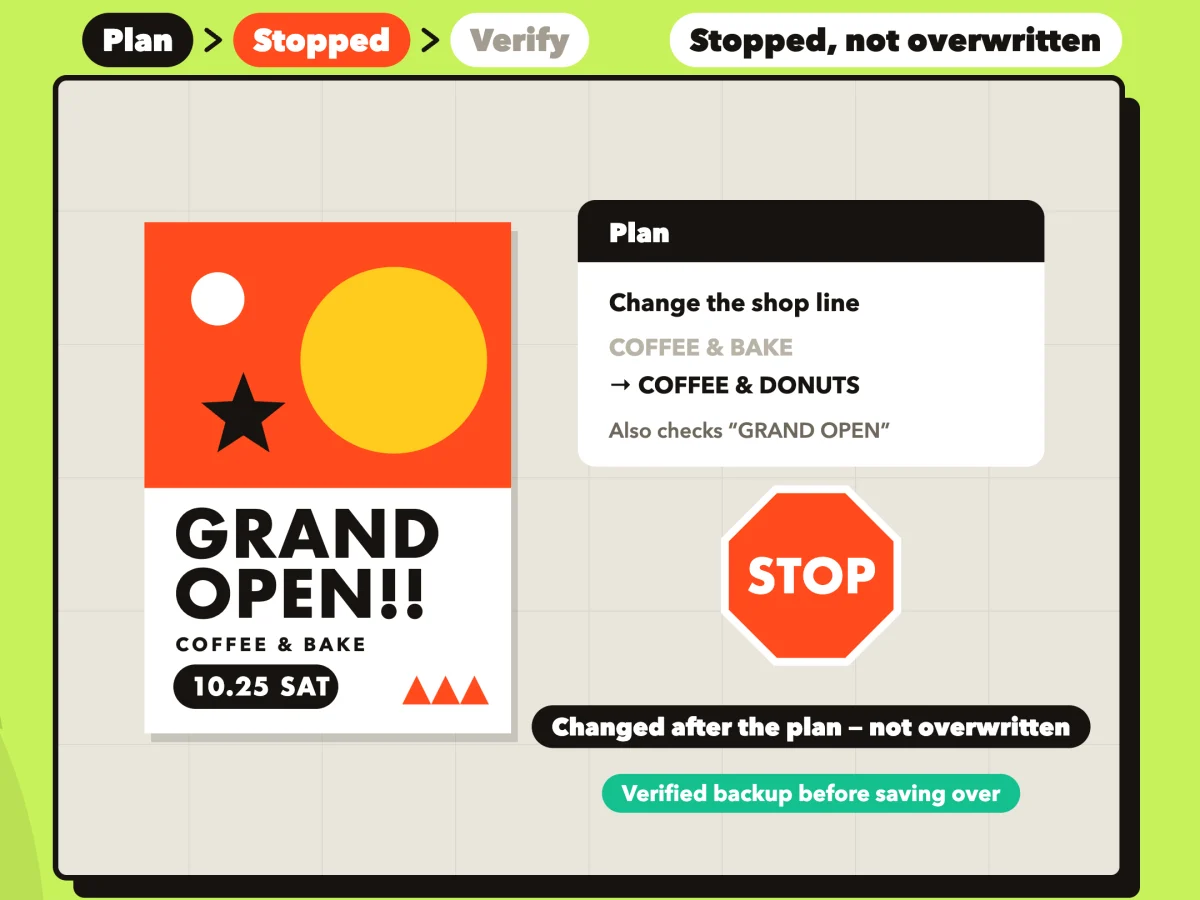 Plan > Stopped > Verify
Stopped, not overwritten
GRAND
OPEN!!
COFFEE & BAKE
10.25 SAT
Plan
Change the shop line
COFFEE & BAKE
→ COFFEE & DONUTS
Also checks “GRAND OPEN”
STOP
Changed after the plan – not overwritten
Verified backup before saving over